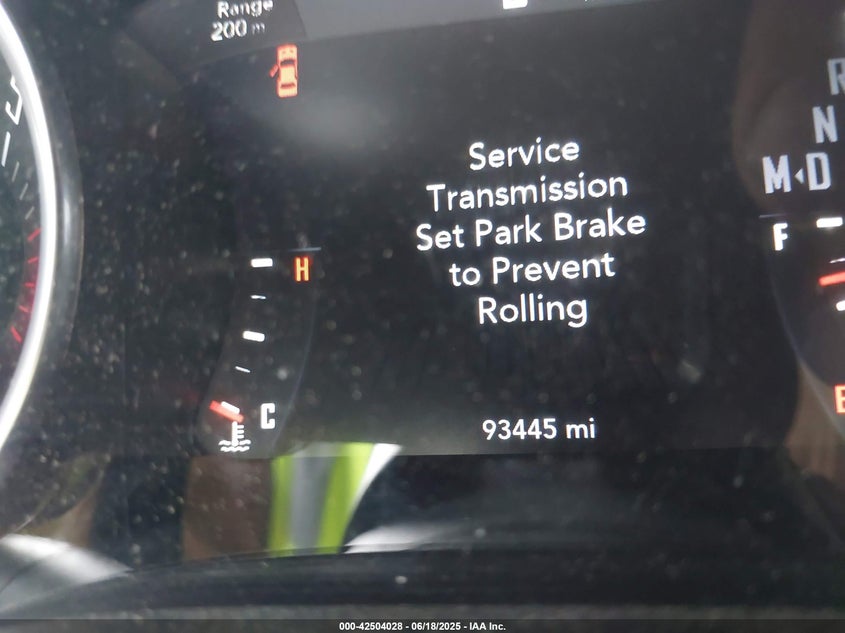 Range
200 m
5
R
N
M◂D
Service
Transmission
Set Park Brake
to Prevent
Rolling
F
H
C
E
93445 mi
000-42504028 - 06/18/2025 - IAA Inc.